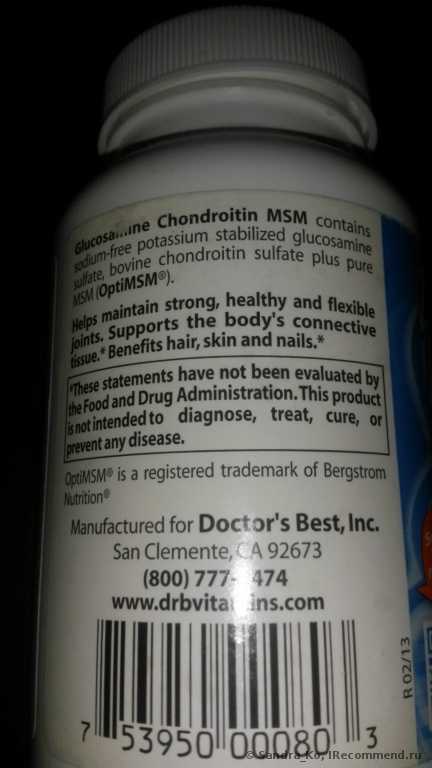 Chondroitin MSM contains
sodium-free potassium stabilized glucosamine
sulfate, bovine chondroitin sulfate plus pure
MSM (OptiMSM®).
Helps maintain strong, healthy and flexible
joints. Supports the body's connective
tissue.* Benefits hair, skin and nails.*
*These statements have not been evaluated by
the Food and Drug Administration. This product
is not intended to diagnose, treat, cure, or
prevent any disease.
OptiMSM® is a registered trademark of Bergstrom
Nutrition®
Manufactured for Doctor's Best, Inc.
San Clemente, CA 92673
(800)
R 02/13
7 53950 00080 3
© Sandra_Ko, IRecommend.ru